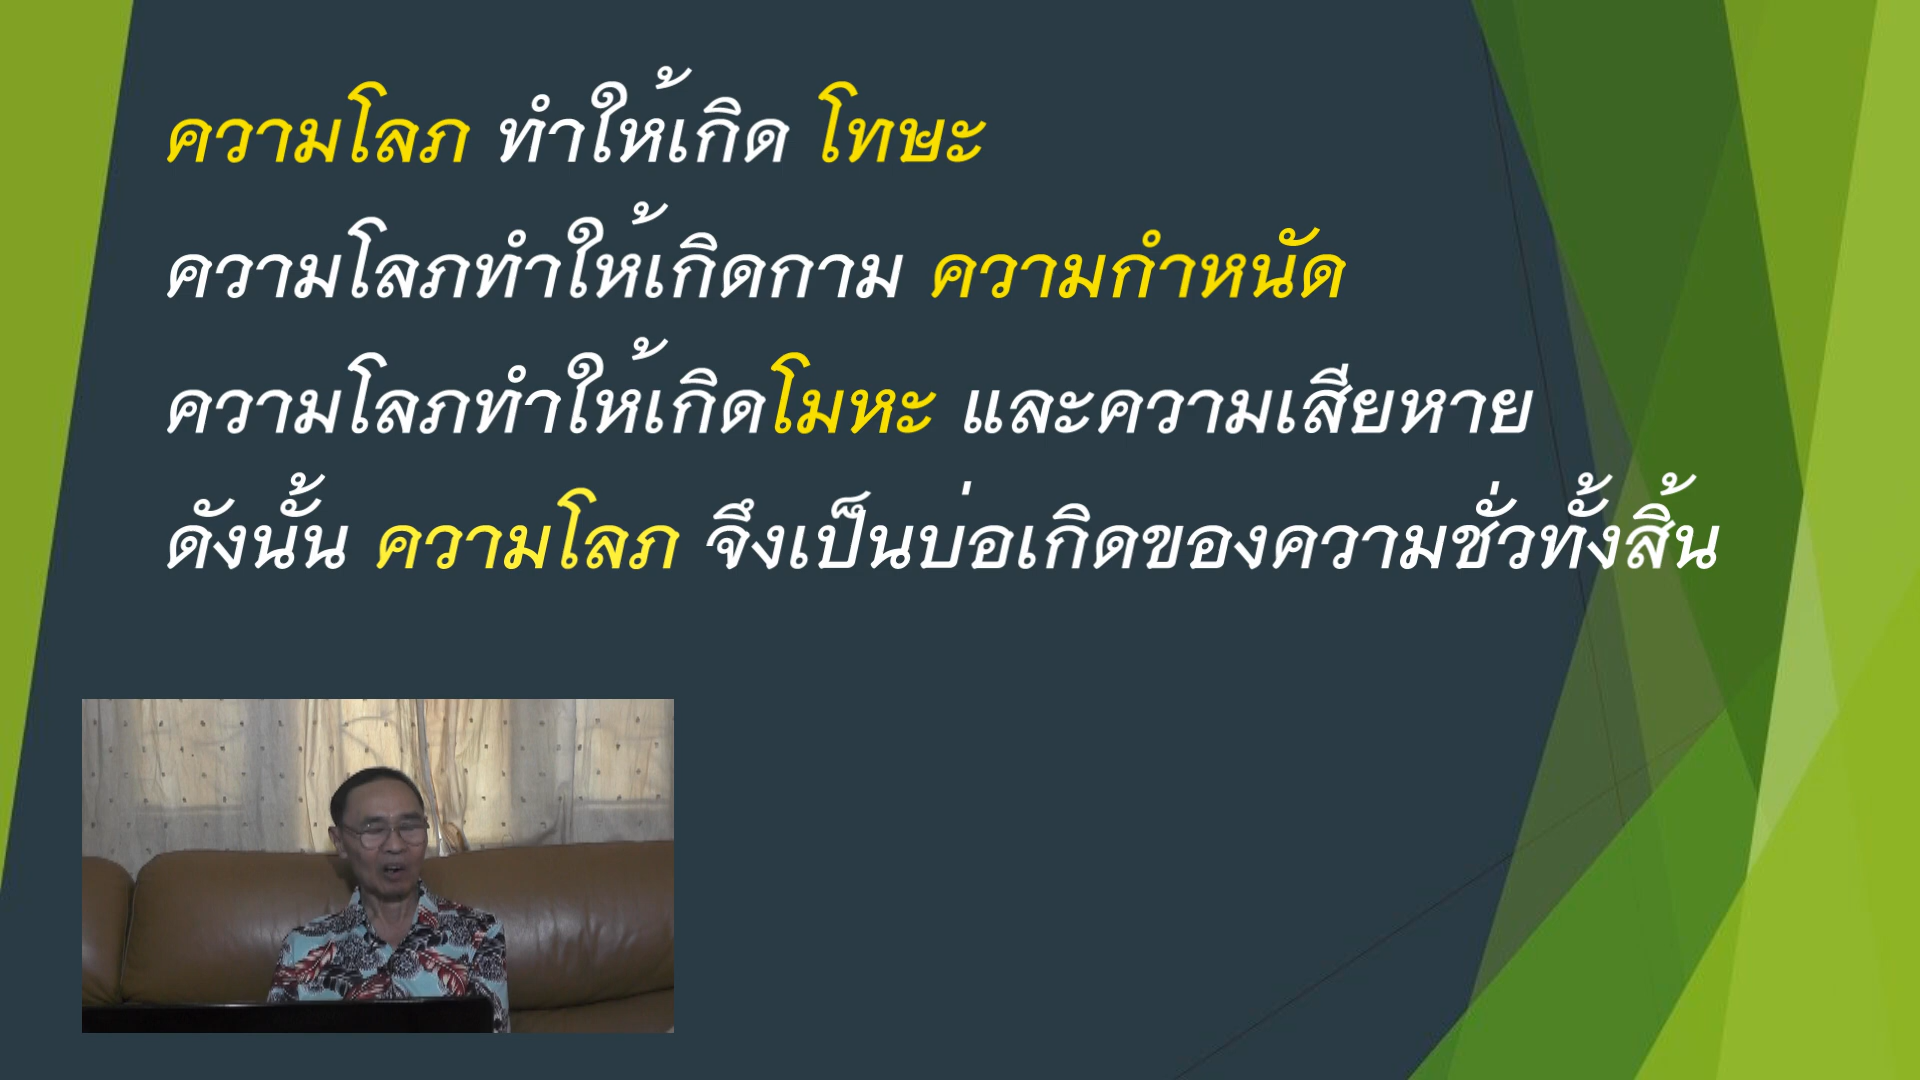 ความโลภ ทำให้เกิด โทษะ
ความโลภทำให้เกิดกาม ความกำหนัด
ความโลภทำให้เกิดโมหะ และความเสียหาย
ดังนั้น ความโลภ จึงเป็นบ่อเกิดของความชั่วทั้งสิ้น